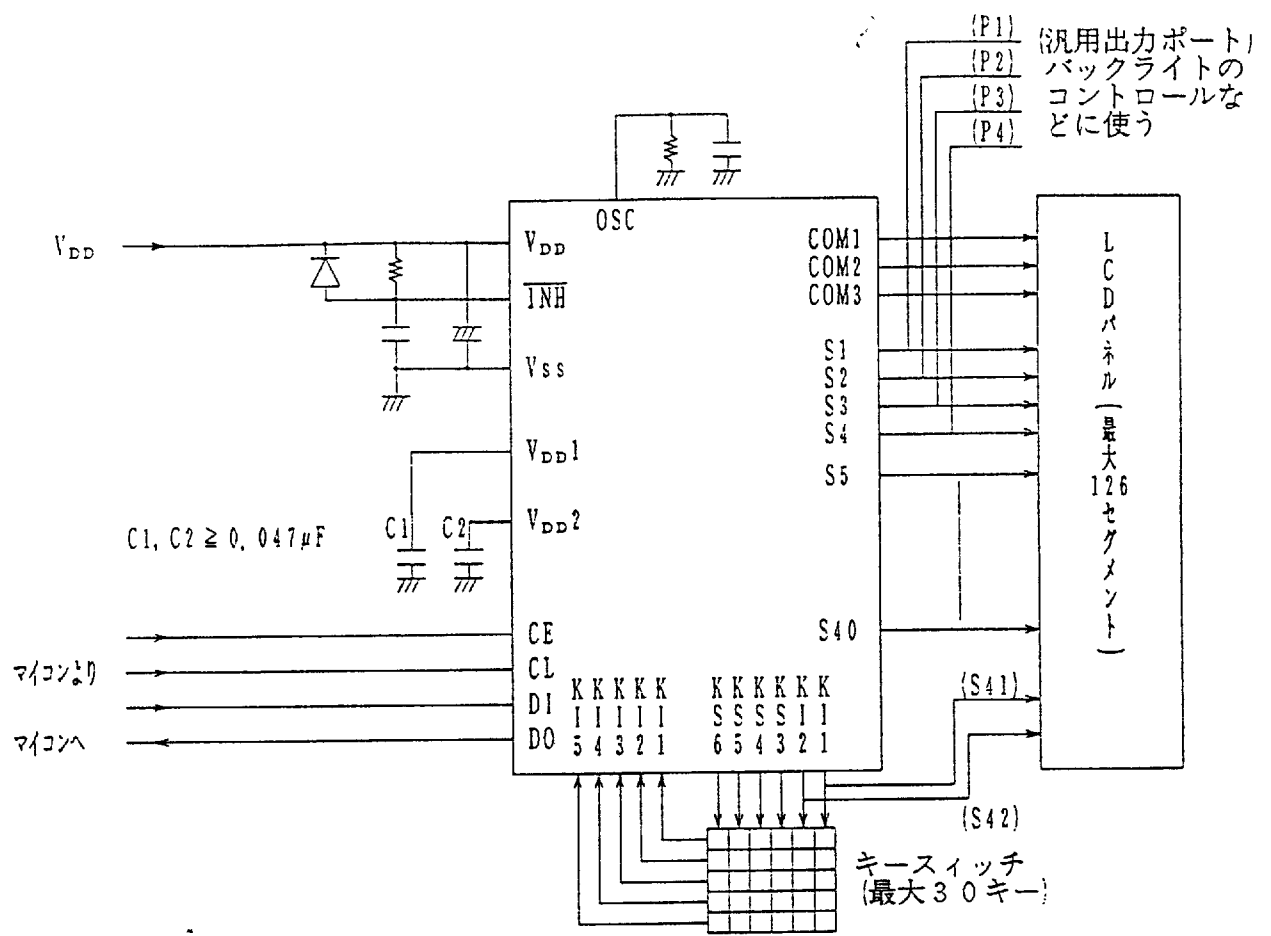 (P1)
(P2)
(P3)
(P4)
(汎用出力ポート)
バックライトの
コントロールな
どに使う
OSC
VDD
VDD
INH
VSS
VDD1
VDD2
C1
C2
C1, C2 ≧ 0, 047μF
CE
CL
DI
DO
マイコンより
マイコンへ
COM1
COM2
COM3
S1
S2
S3
S4
S5
S40
LCDパネル(最大126セグメント)
(S41)
(S42)
KI5
KI4
KI3
KI2
KI1
KS6
KS5
KS4
KS3
KI2
KI1
キースィッチ
(最大30キー)